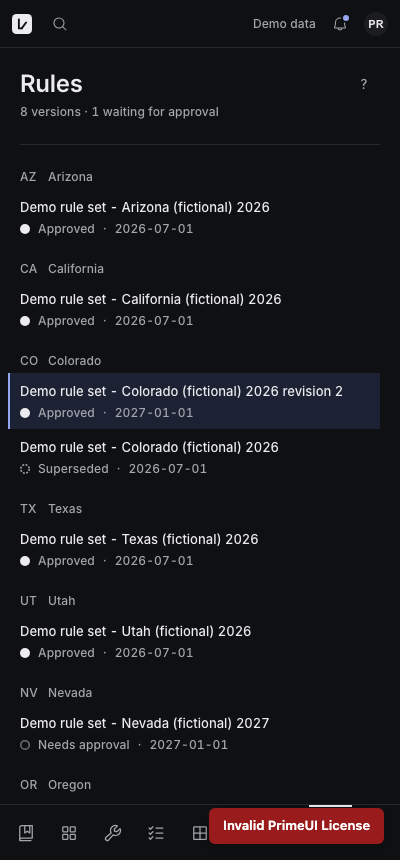 Demo data
PR
Rules
?
8 versions · 1 waiting for approval
AZ Arizona
Demo rule set - Arizona (fictional) 2026
Approved · 2026-07-01
CA California
Demo rule set - California (fictional) 2026
Approved · 2026-07-01
CO Colorado
Demo rule set - Colorado (fictional) 2026 revision 2
Approved · 2027-01-01
Demo rule set - Colorado (fictional) 2026
Superseded · 2026-07-01
TX Texas
Demo rule set - Texas (fictional) 2026
Approved · 2026-07-01
UT Utah
Demo rule set - Utah (fictional) 2026
Approved · 2026-07-01
NV Nevada
Demo rule set - Nevada (fictional) 2027
Needs approval · 2027-01-01
OR Oregon
Invalid PrimeUI License